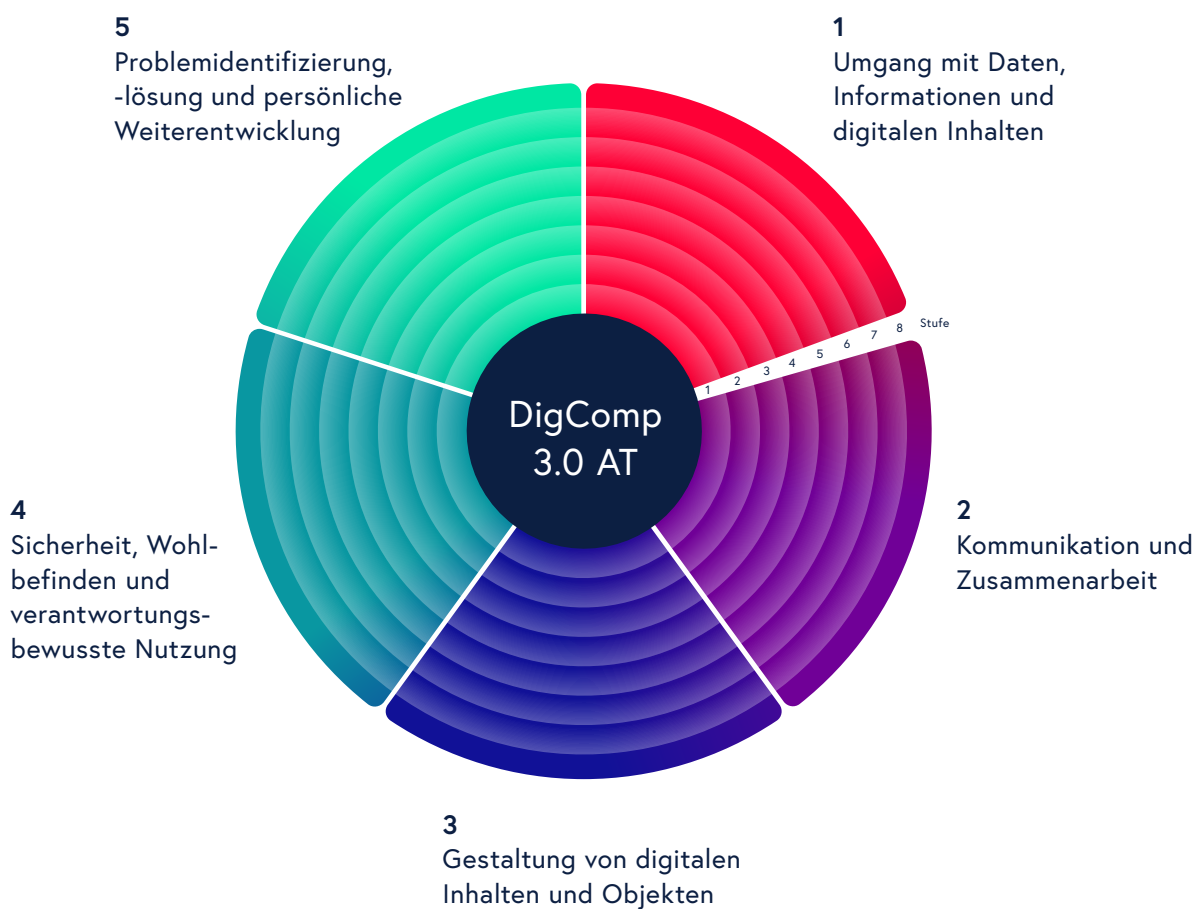 5
Problemidentifizierung,
-lösung und persönliche
Weiterentwicklung
1
Umgang mit Daten,
Informationen und
digitalen Inhalten
1 2 3 4 5 6 7 8 Stufe
DigComp
3.0 AT
4
Sicherheit, Wohl-
befinden und
verantwortungs-
bewusste Nutzung
2
Kommunikation und
Zusammenarbeit
3
Gestaltung von digitalen
Inhalten und Objekten